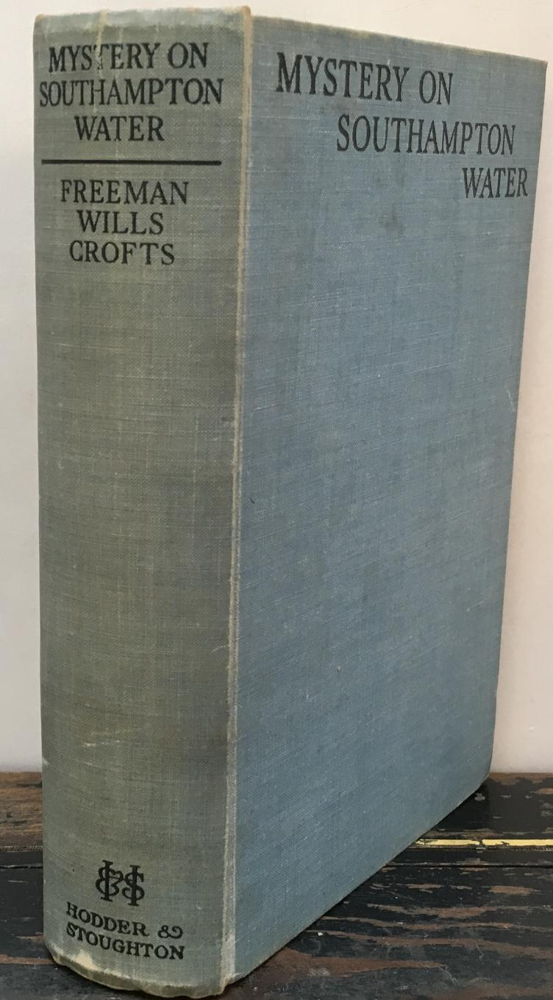 MYSTERY ON
SOUTHAMPTON
WATER
FREEMAN
WILLS
CROFTS
H&S
HODDER &
STOUGHTON
MYSTERY ON
SOUTHAMPTON
WATER